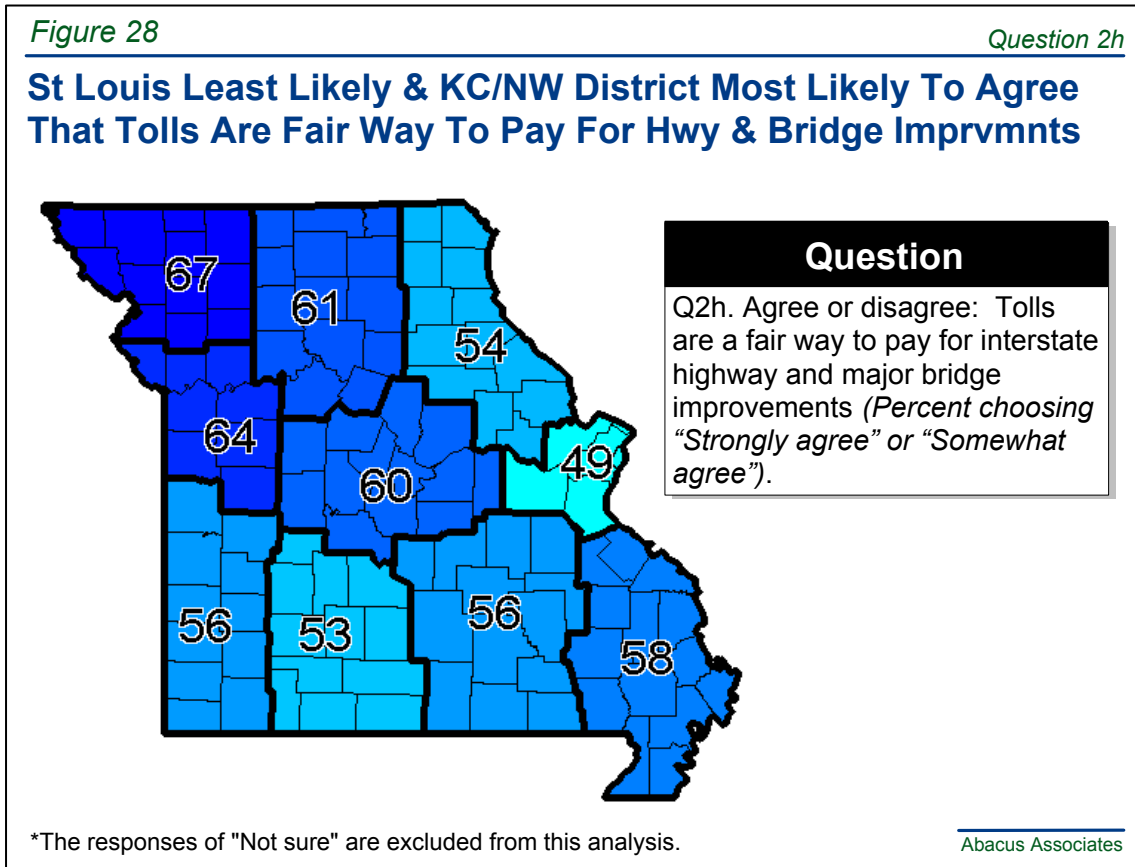 Figure 28
Question 2h
St Louis Least Likely & KC/NW District Most Likely To Agree
That Tolls Are Fair Way To Pay For Hwy & Bridge Imprvmnts
67
61
54
64
60
49
56
53
56
58
Question
Q2h. Agree or disagree: Tolls
are a fair way to pay for interstate
highway and major bridge
improvements (Percent choosing
“Strongly agree” or “Somewhat
agree”).
*The responses of "Not sure" are excluded from this analysis.
Abacus Associates